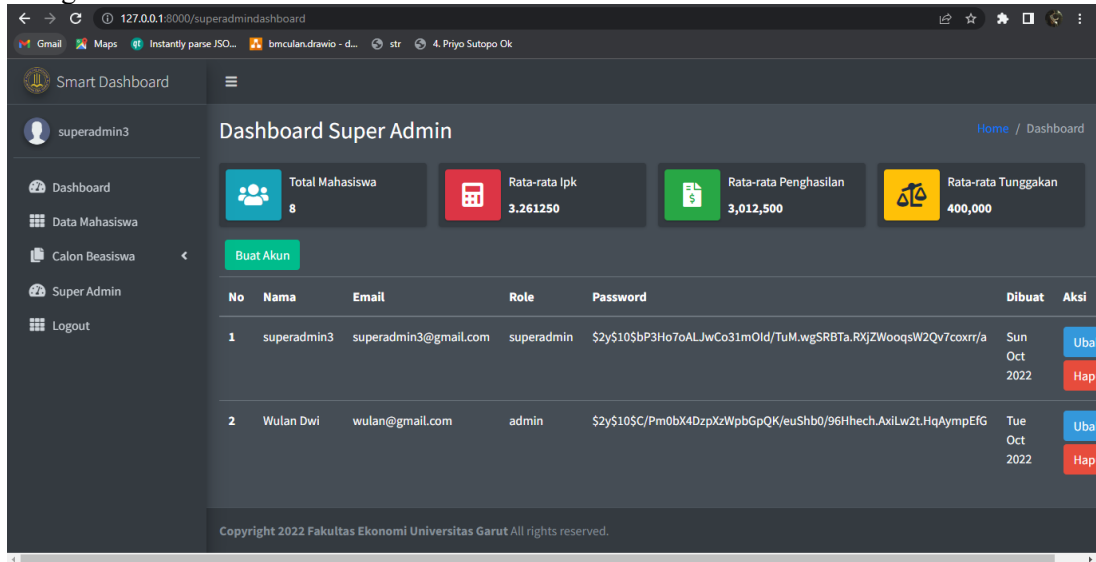 127.0.0.1:8000/superadmindashboard
Gmail Maps Instantly parse JSO... bmculan.drawio - d... str 4. Priyo Sutopo Ok
Smart Dashboard
superadmin3
Dashboard
Data Mahasiswa
Calon Beasiswa
Super Admin
Logout
Dashboard Super Admin
Home / Dashboard
Total Mahasiswa
8
Rata-rata Ipk
3.261250
Rata-rata Penghasilan
3,012,500
Rata-rata Tunggakan
400,000
Buat Akun
No Nama Email Role Password Dibuat Aksi
1 superadmin3 superadmin3@gmail.com superadmin $2y$10$bP3Ho7oALJwCo31mOId/TuM.wgSRBTa.RXjZWooqsW2Qv7coxrr/a Sun
Oct
2022
Uba
Hap
2 Wulan Dwi wulan@gmail.com admin $2y$10$C/Pm0bX4DzpXzWpbGpQK/euShb0/96Hhech.AxiLw2t.HqAympEfG Tue
Oct
2022
Uba
Hap
Copyright 2022 Fakultas Ekonomi Universitas Garut All rights reserved.